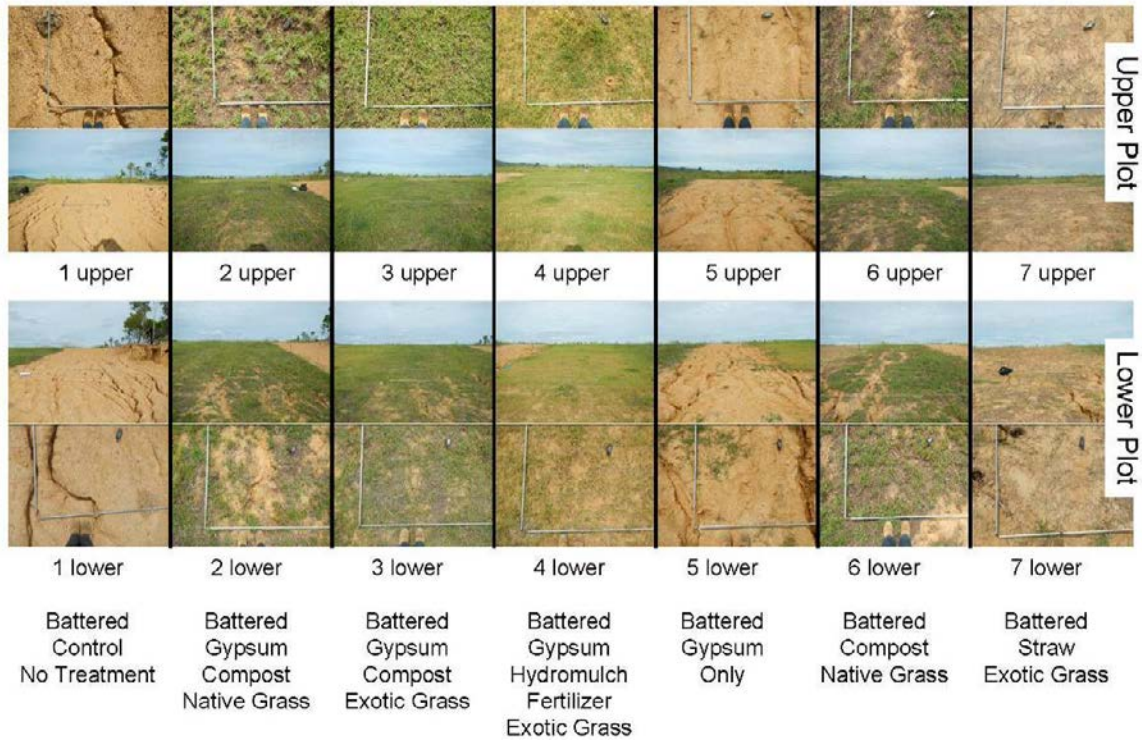 Upper Plot
1 upper
2 upper
3 upper
4 upper
5 upper
6 upper
7 upper
Lower Plot
1 lower
2 lower
3 lower
4 lower
5 lower
6 lower
7 lower
Battered
Control
No Treatment
Battered
Gypsum
Compost
Native Grass
Battered
Gypsum
Compost
Exotic Grass
Battered
Gypsum
Hydromulch
Fertilizer
Exotic Grass
Battered
Gypsum
Only
Battered
Compost
Native Grass
Battered
Straw
Exotic Grass